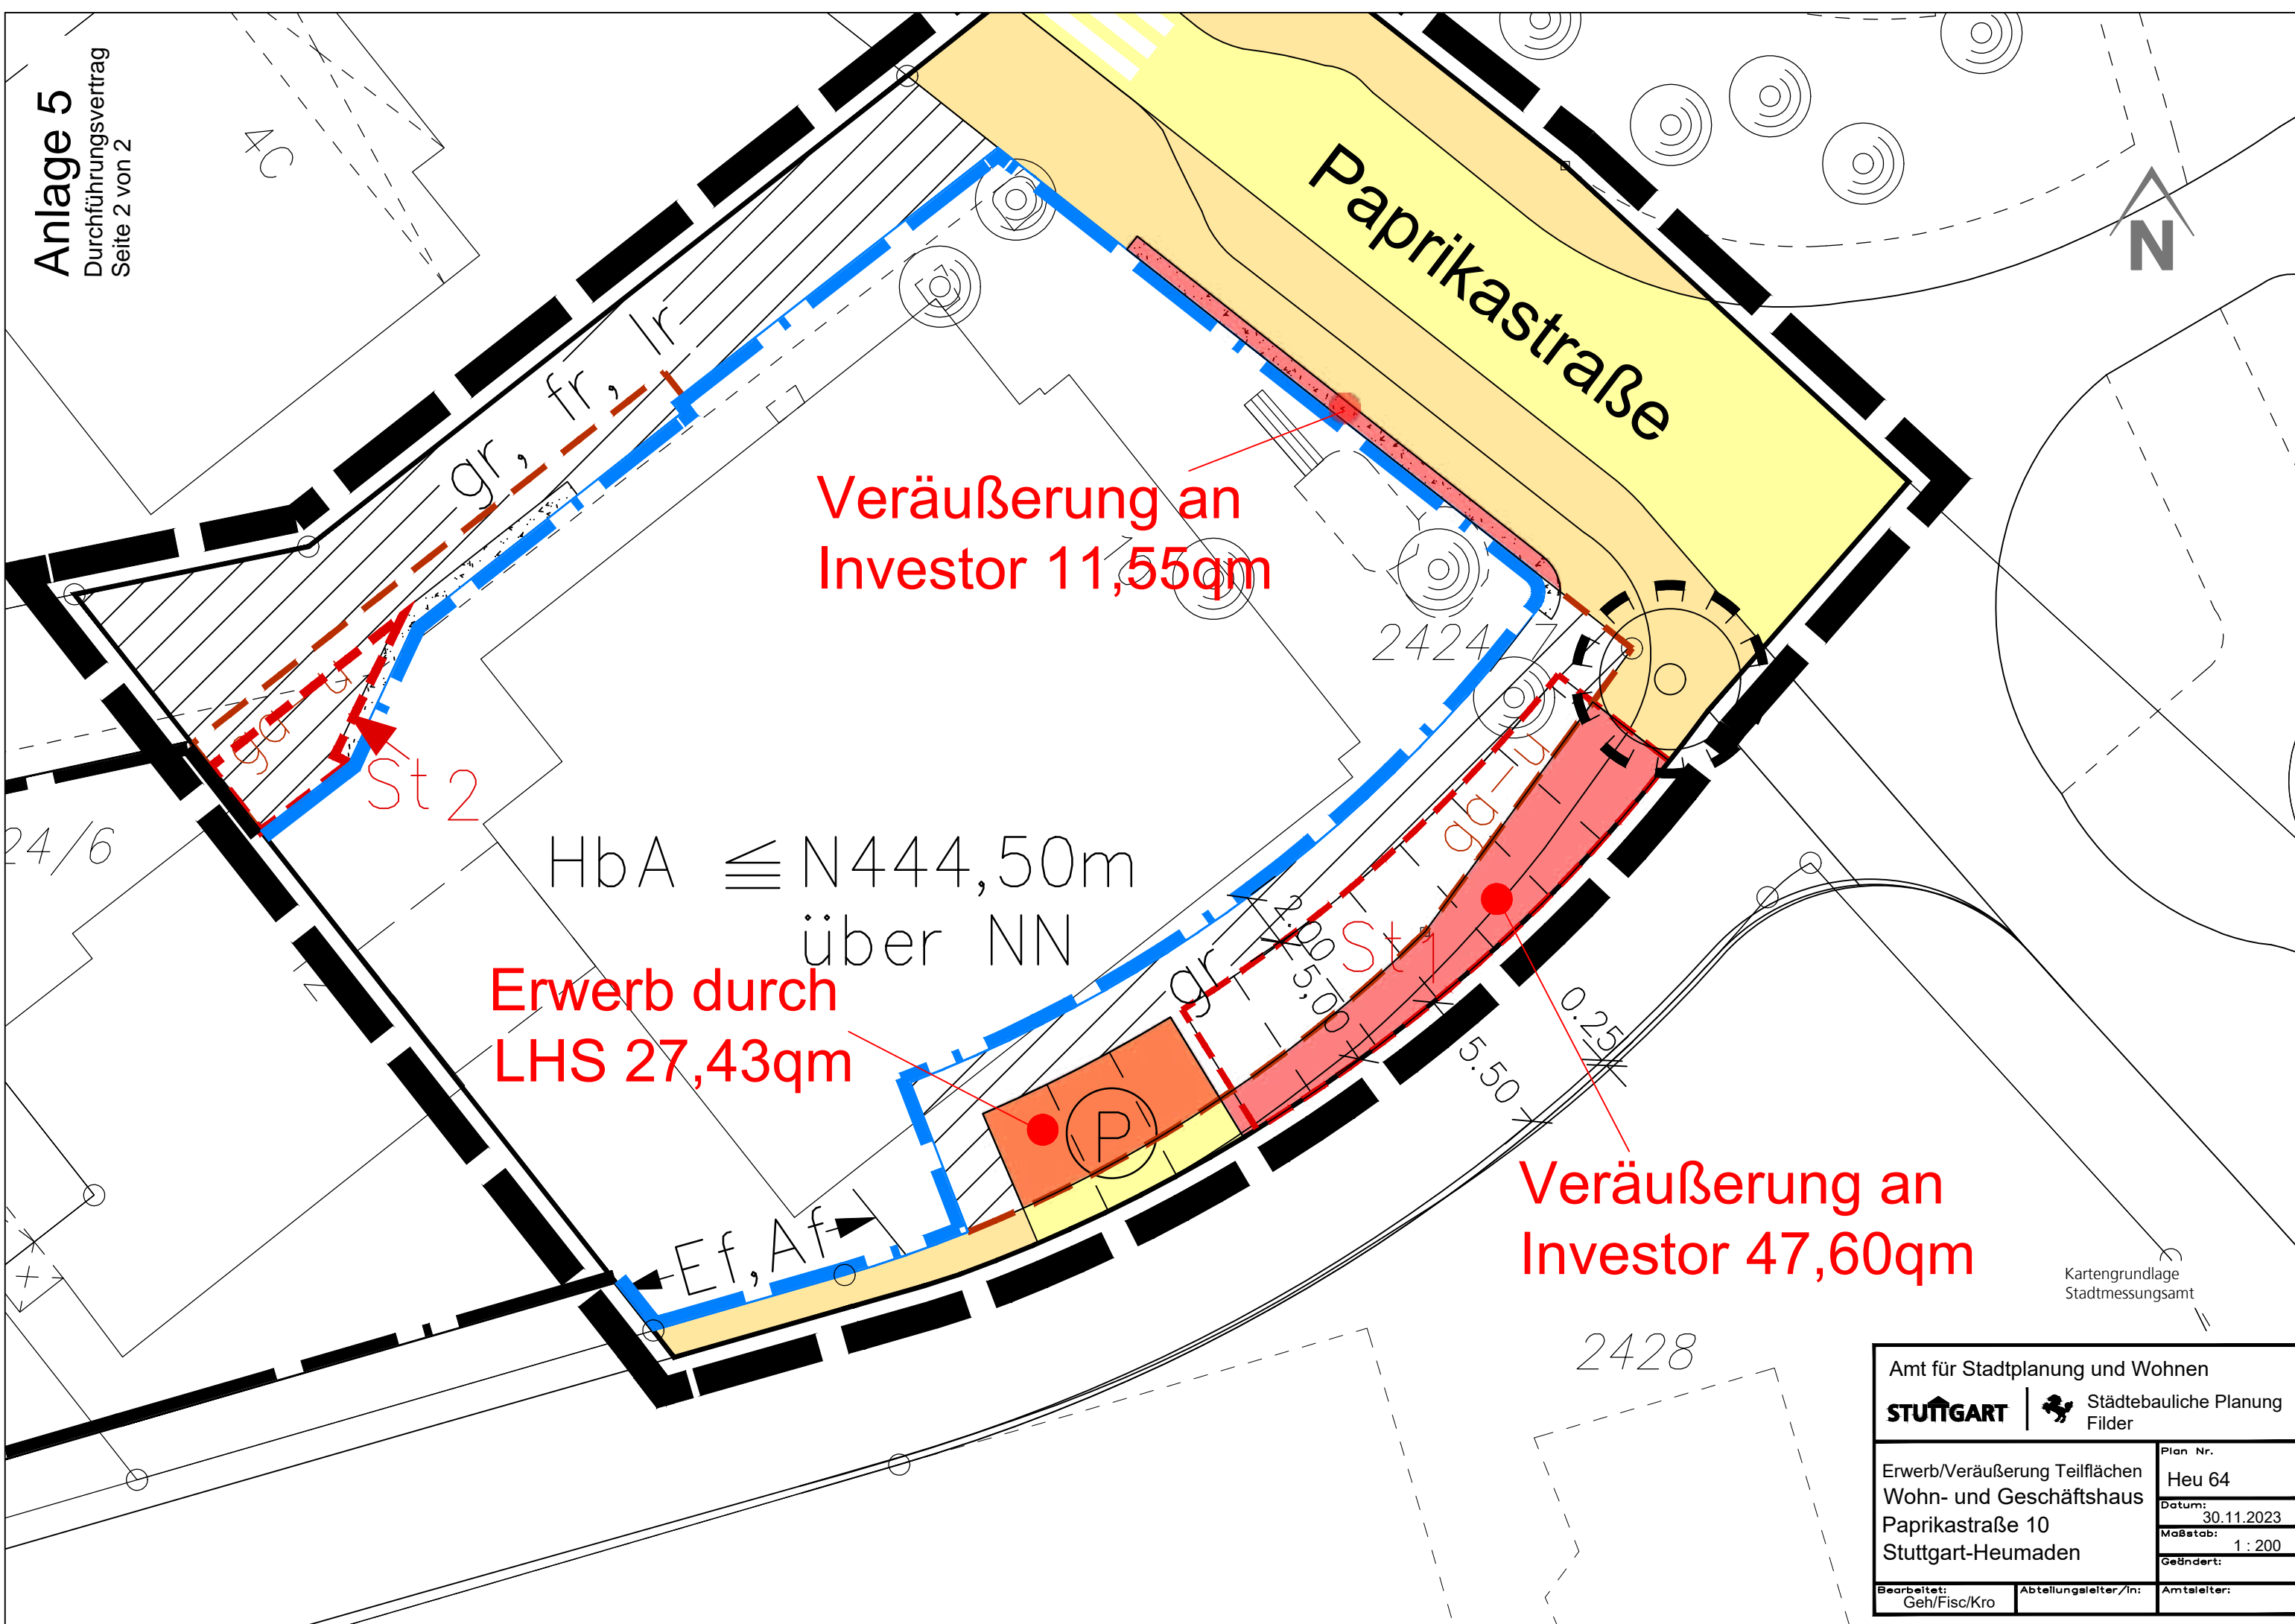 Anlage 5
Durchführungsvertrag
Seite 2 von 2
4C
Paprikastraße
N
gr, fr, lr
Veräußerung an
Investor 11,55qm
2424/7
ga-u
St 2
24/6
HbA ≦ N444,50m
über NN
ga-u
2.00
St 1
5,00
gr
Erwerb durch
LHS 27,43qm
0.25
5.50
P
Ef, Af
Veräußerung an
Investor 47,60qm
2428
Kartengrundlage
Stadtmessungsamt
Amt für Stadtplanung und Wohnen
STUTTGART
Städtebauliche Planung
Filder
Erwerb/Veräußerung Teilflächen
Wohn- und Geschäftshaus
Paprikastraße 10
Stuttgart-Heumaden
Plan Nr.
Heu 64
Datum:
30.11.2023
Maßstab:
1 : 200
Geändert:
Bearbeitet:
Geh/Fisc/Kro
Abteilungsleiter/in:
Amtsleiter: